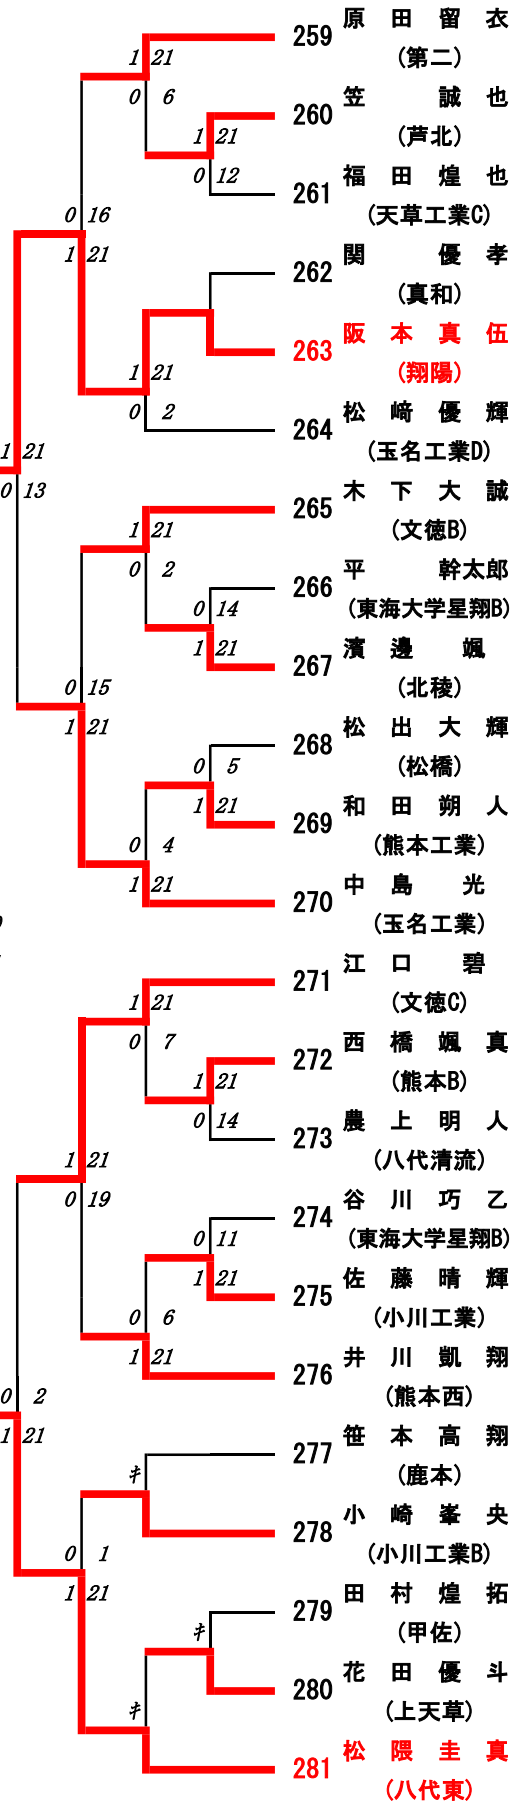 原田留衣
259
1 21
(第二)
0 6
笠 誠也
260
1 21
(芦北)
0 12
福田煌也
261
0 16
(天草工業C)
1 21
関 優孝
262
(真和)
阪本真伍
263
1 21
(翔陽)
0 2
松﨑優輝
264
1 21
(玉名工業D)
0 13
木下大誠
265
1 21
(文徳B)
0 2
平 幹太郎
266
0 14
(東海大学星翔B)
1 21
濱邊 颯
267
0 15
(北稜)
1 21
松出大輝
268
0 5
(松橋)
1 21
和田朔人
269
0 4
(熊本工業)
1 21
中島 光
270
(玉名工業)
江口 碧
271
1 21
(文徳C)
0 7
西橋颯真
272
1 21
(熊本B)
0 14
農上明人
273
1 21
(八代清流)
0 19
谷川巧乙
274
0 11
(東海大学星翔B)
1 21
佐藤晴輝
275
0 6
(小川工業)
1 21
井川凱翔
276
0 2
(熊本西)
1 21
笹本高翔
277
キ
(鹿本)
小崎峯央
278
0 1
(小川工業B)
1 21
田村煌拓
279
キ
(甲佐)
花田優斗
280
キ
(上天草)
松隈圭真
281
(八代東)